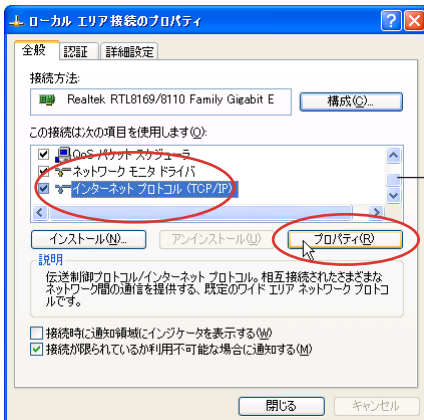 ローカル エリア接続のプロパティ
全般 認証 詳細設定
接続方法:
Realtek RTL8169/8110 Family Gigabit E 構成(C)...
この接続は次の項目を使用します(O):
QoS パケット スケジューラ
ネットワーク モニタ ドライバ
インターネット プロトコル (TCP/IP)
インストール(N)... アンインストール(U) プロパティ(R)
説明
伝送制御プロトコル/インターネット プロトコル。相互接続されたさまざまな
ネットワーク間の通信を提供する、既定のワイド エリア ネットワーク プロトコ
ルです。
接続時に通知領域にインジケータを表示する(W)
接続が限られているか利用不可能な場合に通知する(M)
閉じる キャンセル